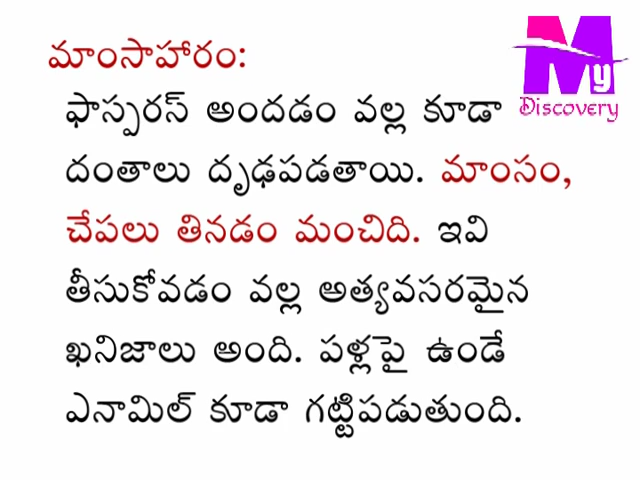 మాంసాహారం:
My
Discovery
ఫాస్పరస్ అందడం వల్ల కూడా
దంతాలు దృఢపడతాయి. మాంసం,
చేపలు తినడం మంచిది. ఇవి
తీసుకోవడం వల్ల అత్యవసరమైన
ఖనిజాలు అంది. పళ్లపై ఉండే
ఎనామిల్ కూడా గట్టిపడుతుంది.